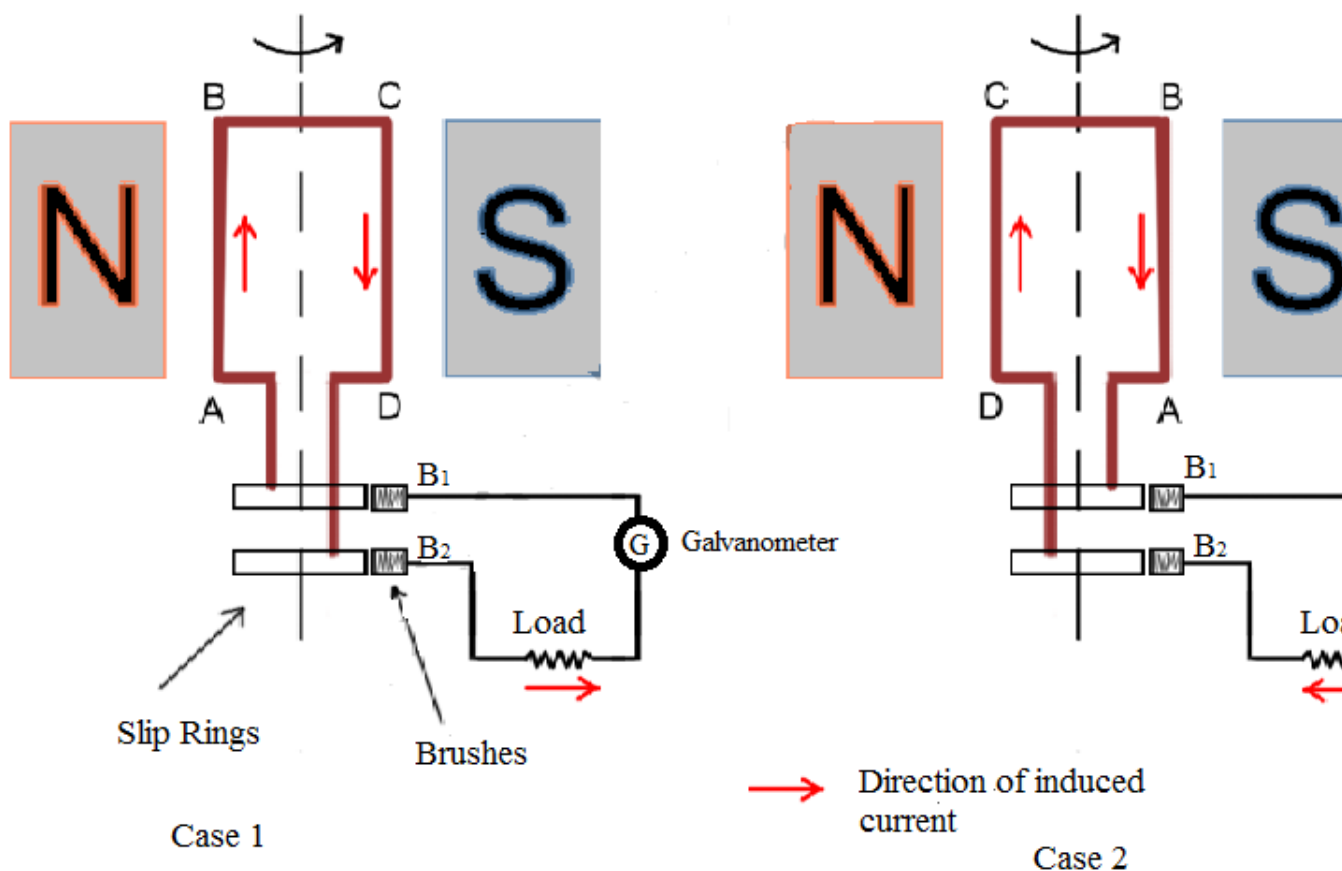 B C
N S
A D
B1
B2
G Galvanometer
Load
Slip Rings
Brushes
Case 1
C B
N S
D A
B1
B2
Direction of induced
current
Case 2